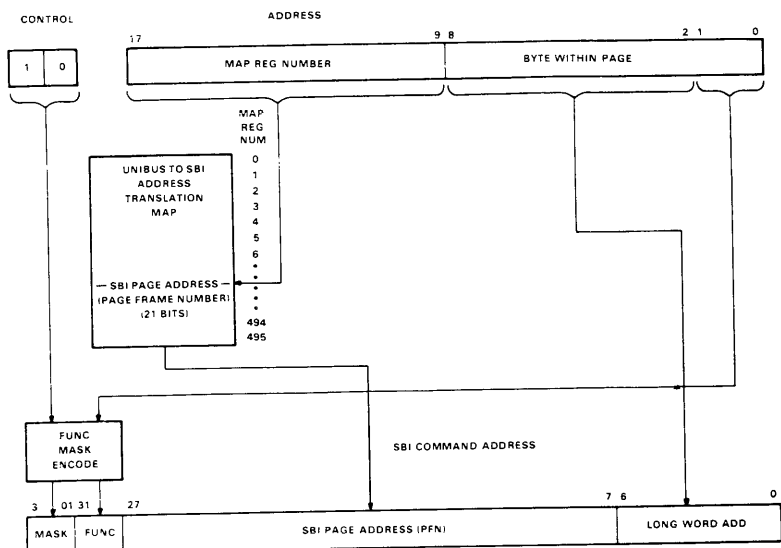 CONTROL
ADDRESS
17 9 8 2 1 0
1 0
MAP REG NUMBER
BYTE WITHIN PAGE
MAP
REG
NUM
UNIBUS TO SBI
ADDRESS
TRANSLATION
MAP
0
1
2
3
4
5
6
SBI PAGE ADDRESS
(PAGE FRAME NUMBER)
(21 BITS)
494
495
FUNC
MASK
ENCODE
SBI COMMAND ADDRESS
3 01 31 27 7 6 0
MASK FUNC SBI PAGE ADDRESS (PFN) LONG WORD ADD